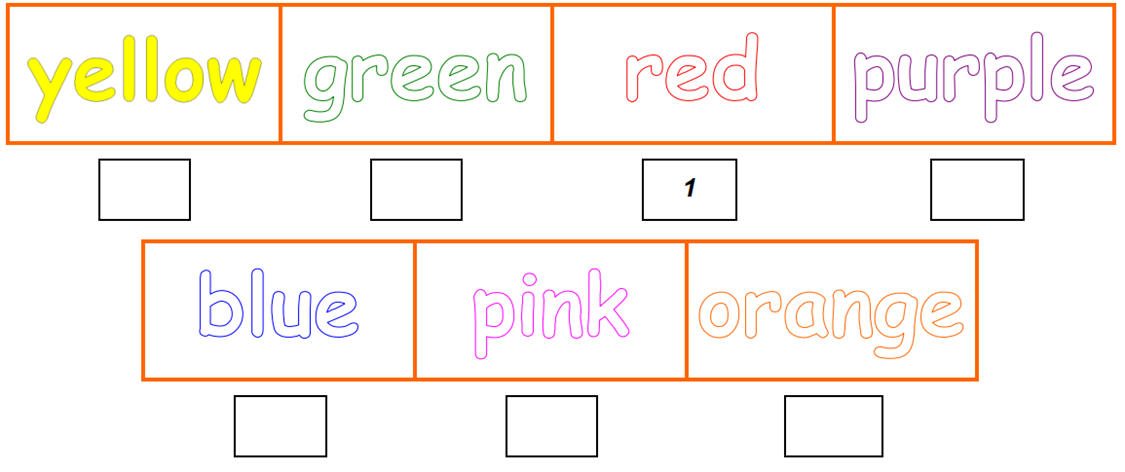 yellow green red purple
1
blue pink orange